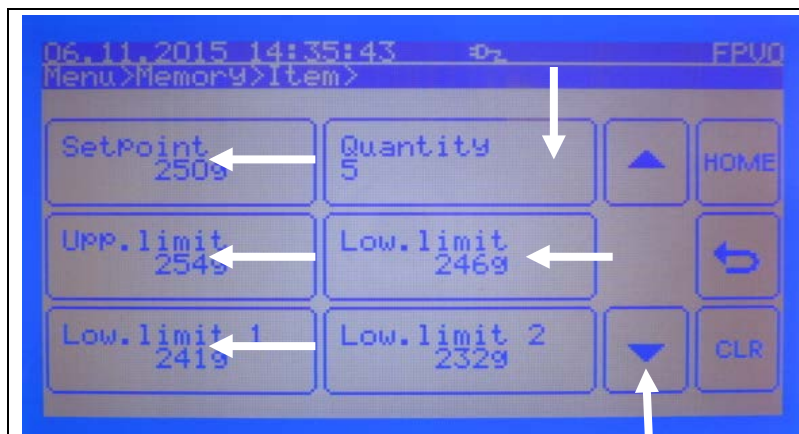 06.11.2015 14:35:43 FPVO
Menu>Memory>Item>
Setpoint Quantity HOME
250g 5
Upp.limit Low.limit
254g 246g
Low.limit 1 Low.limit 2 CLR
241g 232g